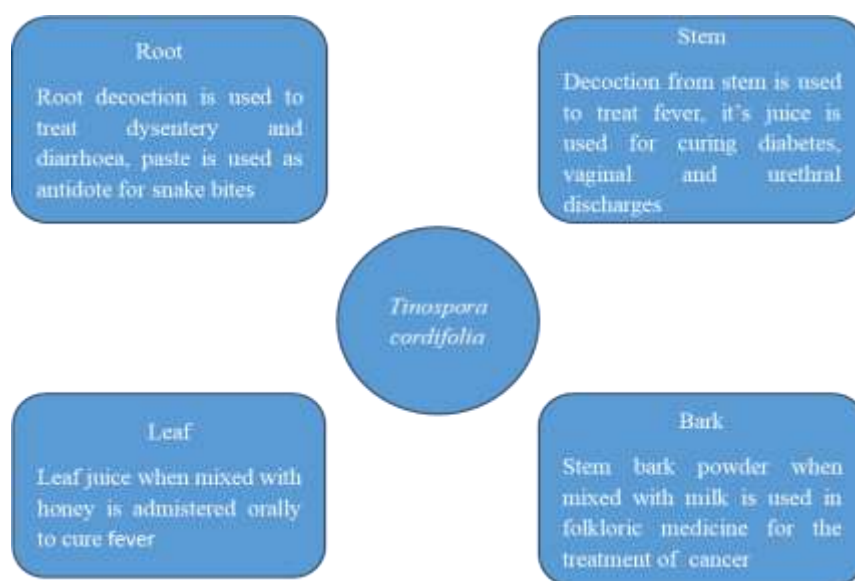 Root
Root decoction is used to
treat dysentery and
diarrhoea, paste is used as
antidote for snake bites
Stem
Decoction from stem is used
to treat fever, it's juice is
used for curing diabetes,
vaginal and urethral
discharges
Tinospora
cordifolia
Leaf
Leaf juice when mixed with
honey is admistered orally
to cure fever
Bark
Stem bark powder when
mixed with milk is used in
folkloric medicine for the
treatment of cancer